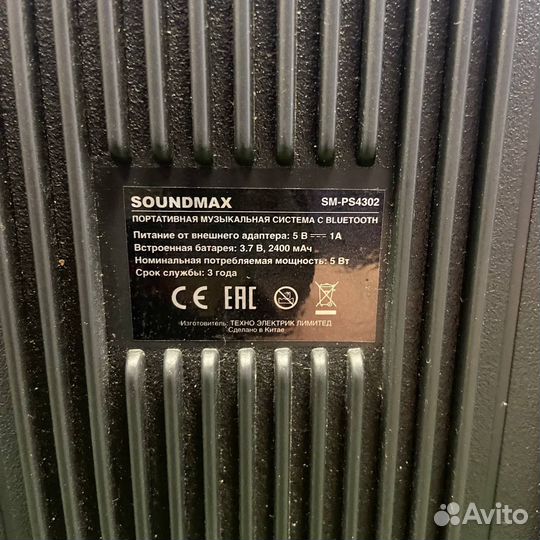 SOUNDMAX SM-PS4302
ПОРТАТИВНАЯ МУЗЫКАЛЬНАЯ СИСТЕМА С BLUETOOTH
Питание от внешнего адаптера: 5 В ⎓ 1А
Встроенная батарея: 3.7 В, 2400 мАч
Номинальная потребляемая мощность: 5 Вт
Срок службы: 3 года
CE EAC
Изготовитель: ТЕХНО ЭЛЕКТРИК ЛИМИТЕД
Сделано в Китае
Avito